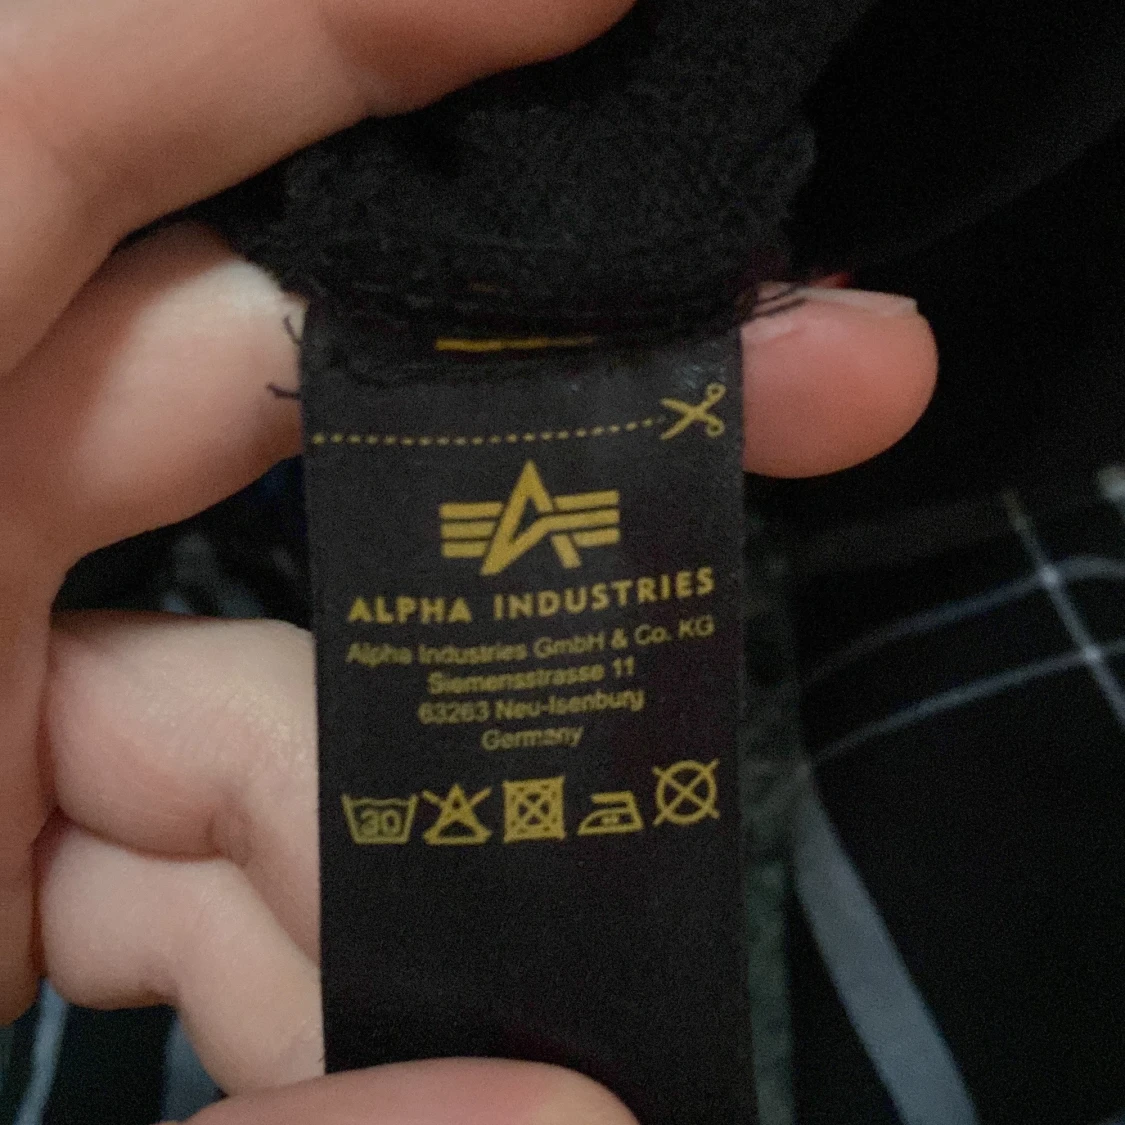 ALPHA INDUSTRIES
Alpha Industries GmbH & Co. KG
Siemensstrasse 11
63263 Neu-Isenburg
Germany
30